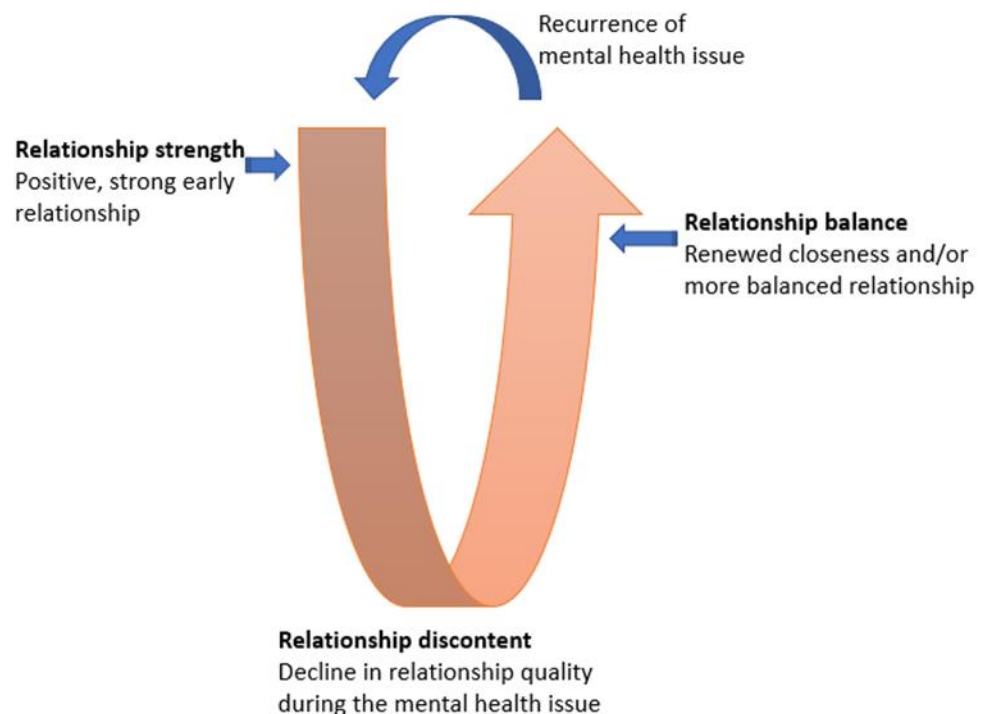 Recurrence of
mental health issue
Relationship strength
Positive, strong early
relationship
Relationship balance
Renewed closeness and/or
more balanced relationship
Relationship discontent
Decline in relationship quality
during the mental health issue